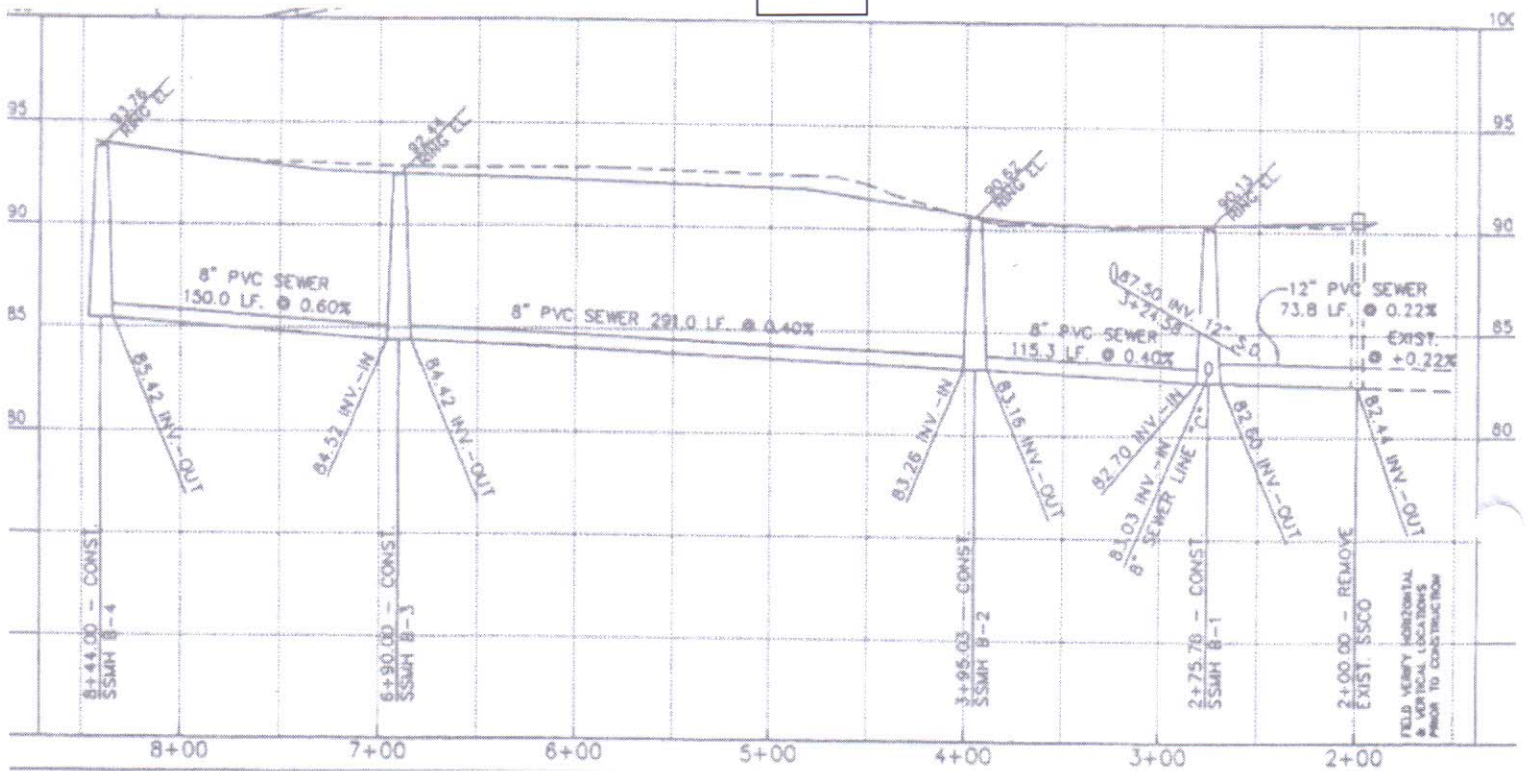 100
95
90
85
80
95
90
85
80
93.76
RING EL.
92.44
RING EL.
90.62
RING EL.
90.13
RING EL.
8" PVC SEWER
150.0 LF. @ 0.60%
8" PVC SEWER 291.0 LF. @ 0.40%
8" PVC SEWER
115.3 LF. @ 0.40%
87.50 INV. 12"
3+24.58 S.D.
12" PVC SEWER
73.8 LF. @ 0.22%
EXIST.
@ +0.22%
85.42 INV.-OUT
84.52 INV.-IN
84.42 INV.-OUT
83.26 INV.-IN
83.16 INV.-OUT
82.70 INV.-IN
83.03 INV.-IN
8" SEWER LINE "C"
82.60 INV.-OUT
82.44 INV.-OUT
8+44.00 - CONST.
SSMH B-4
6+90.00 - CONST.
SSMH B-3
3+95.03 - CONST.
SSMH B-2
2+75.78 - CONST.
SSMH B-1
2+00.00 - REMOVE
EXIST. SSCO
FIELD VERIFY HORIZONTAL
& VERTICAL LOCATIONS
PRIOR TO CONSTRUCTION
8+00
7+00
6+00
5+00
4+00
3+00
2+00